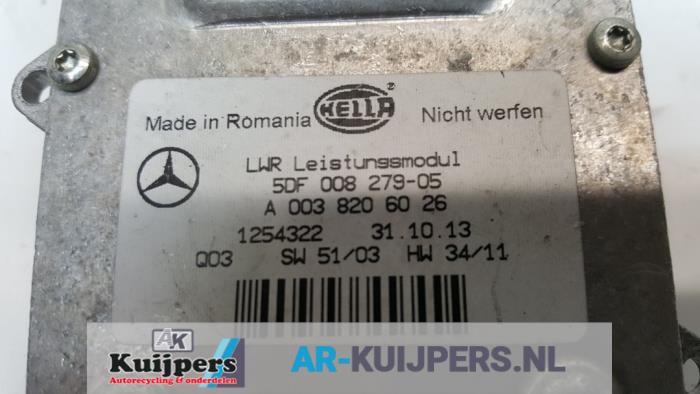 Made in Romania HELLA ® Nicht werfen
LWR Leistungsmodul
5DF 008 279-05
A 003 820 60 26
1254322 31.10.13
Q03 SW 51/03 HW 34/11
AK
Kuijpers
Autorecycling & onderdelen
AR-KUIJPERS.NL